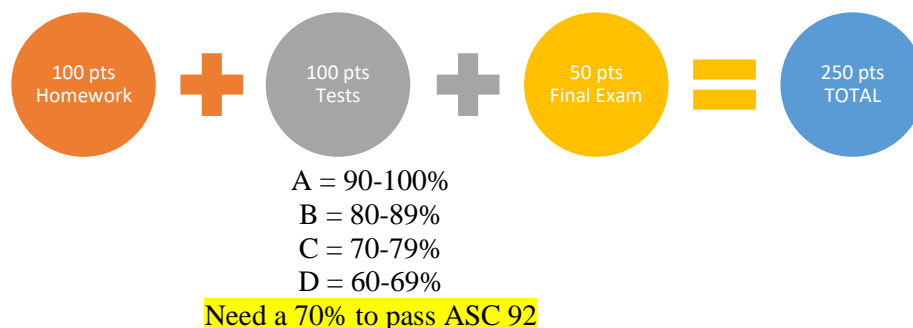 100 pts
Homework
100 pts
Tests
50 pts
Final Exam
250 pts
TOTAL
A = 90-100%
B = 80-89%
C = 70-79%
D = 60-69%
Need a 70% to pass ASC 92